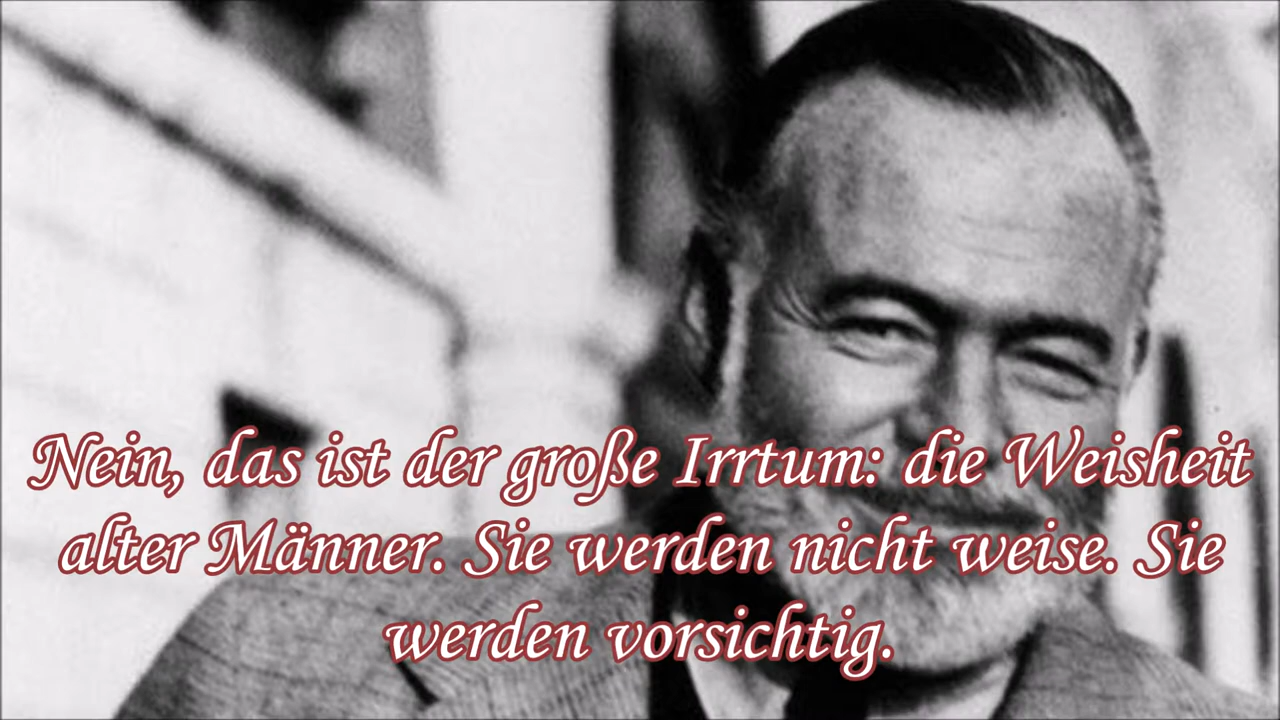 Nein, das ist der große Irrtum: die Weisheit
alter Männer. Sie werden nicht weise. Sie
werden vorsichtig.